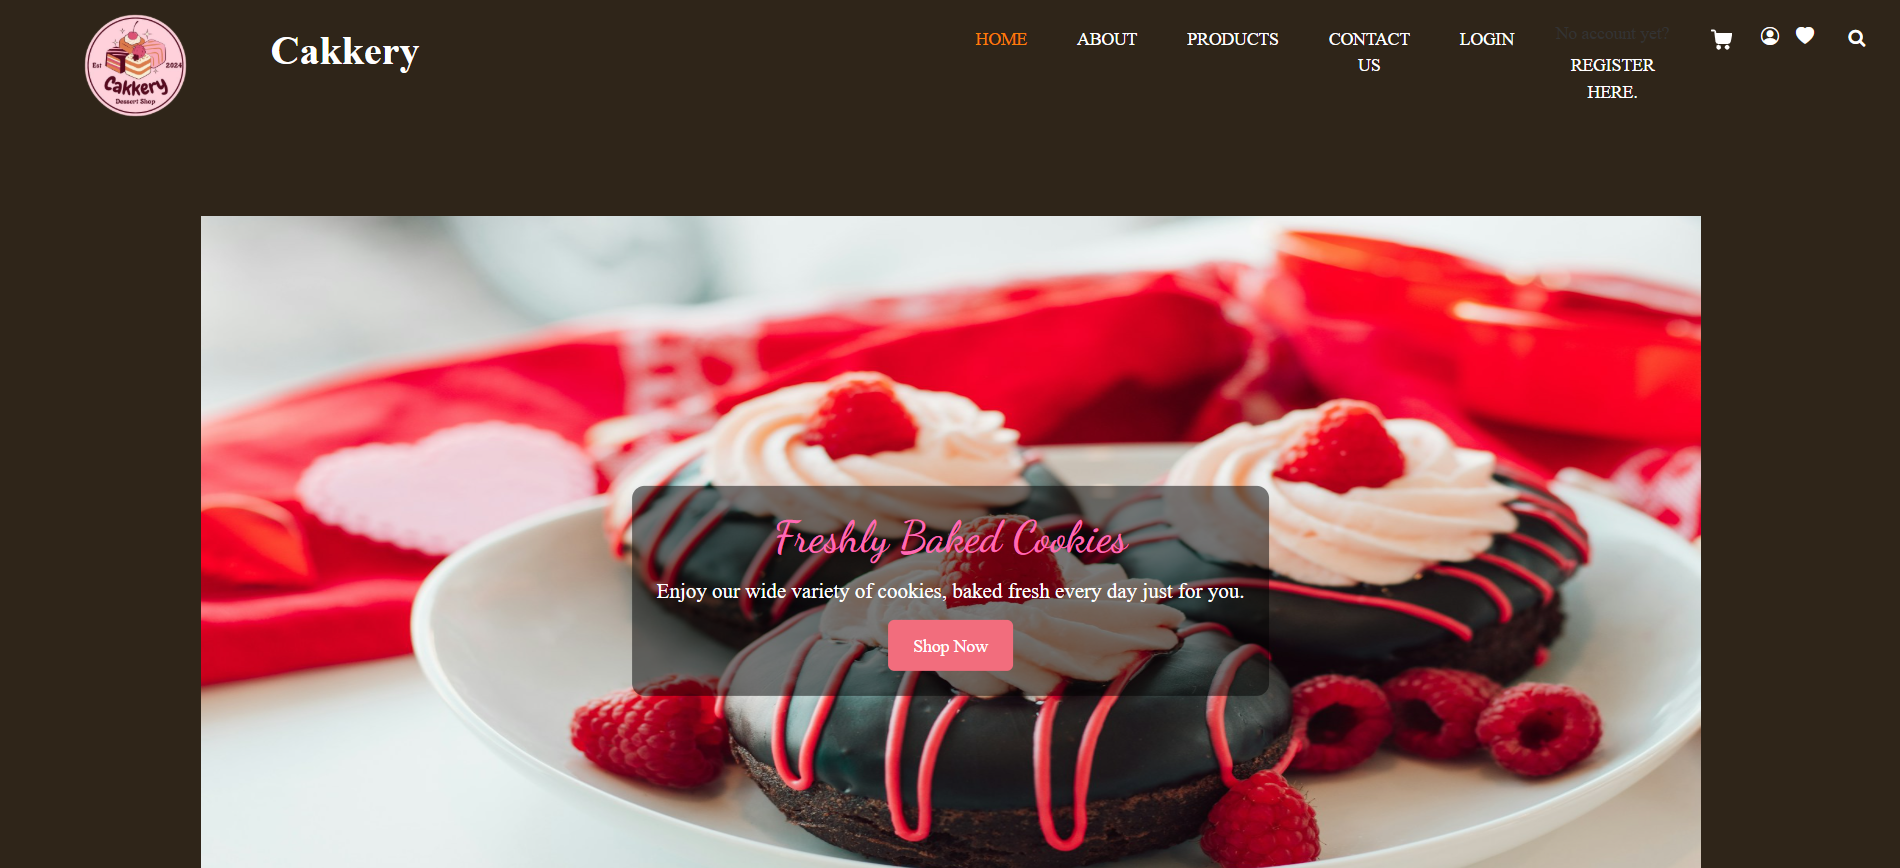 Est
2024
Cakkery
Dessert Shop
Cakkery
HOME
ABOUT
PRODUCTS
CONTACT
US
LOGIN
No account yet?
REGISTER
HERE.
Freshly Baked Cookies
Enjoy our wide variety of cookies, baked fresh every day just for you.
Shop Now